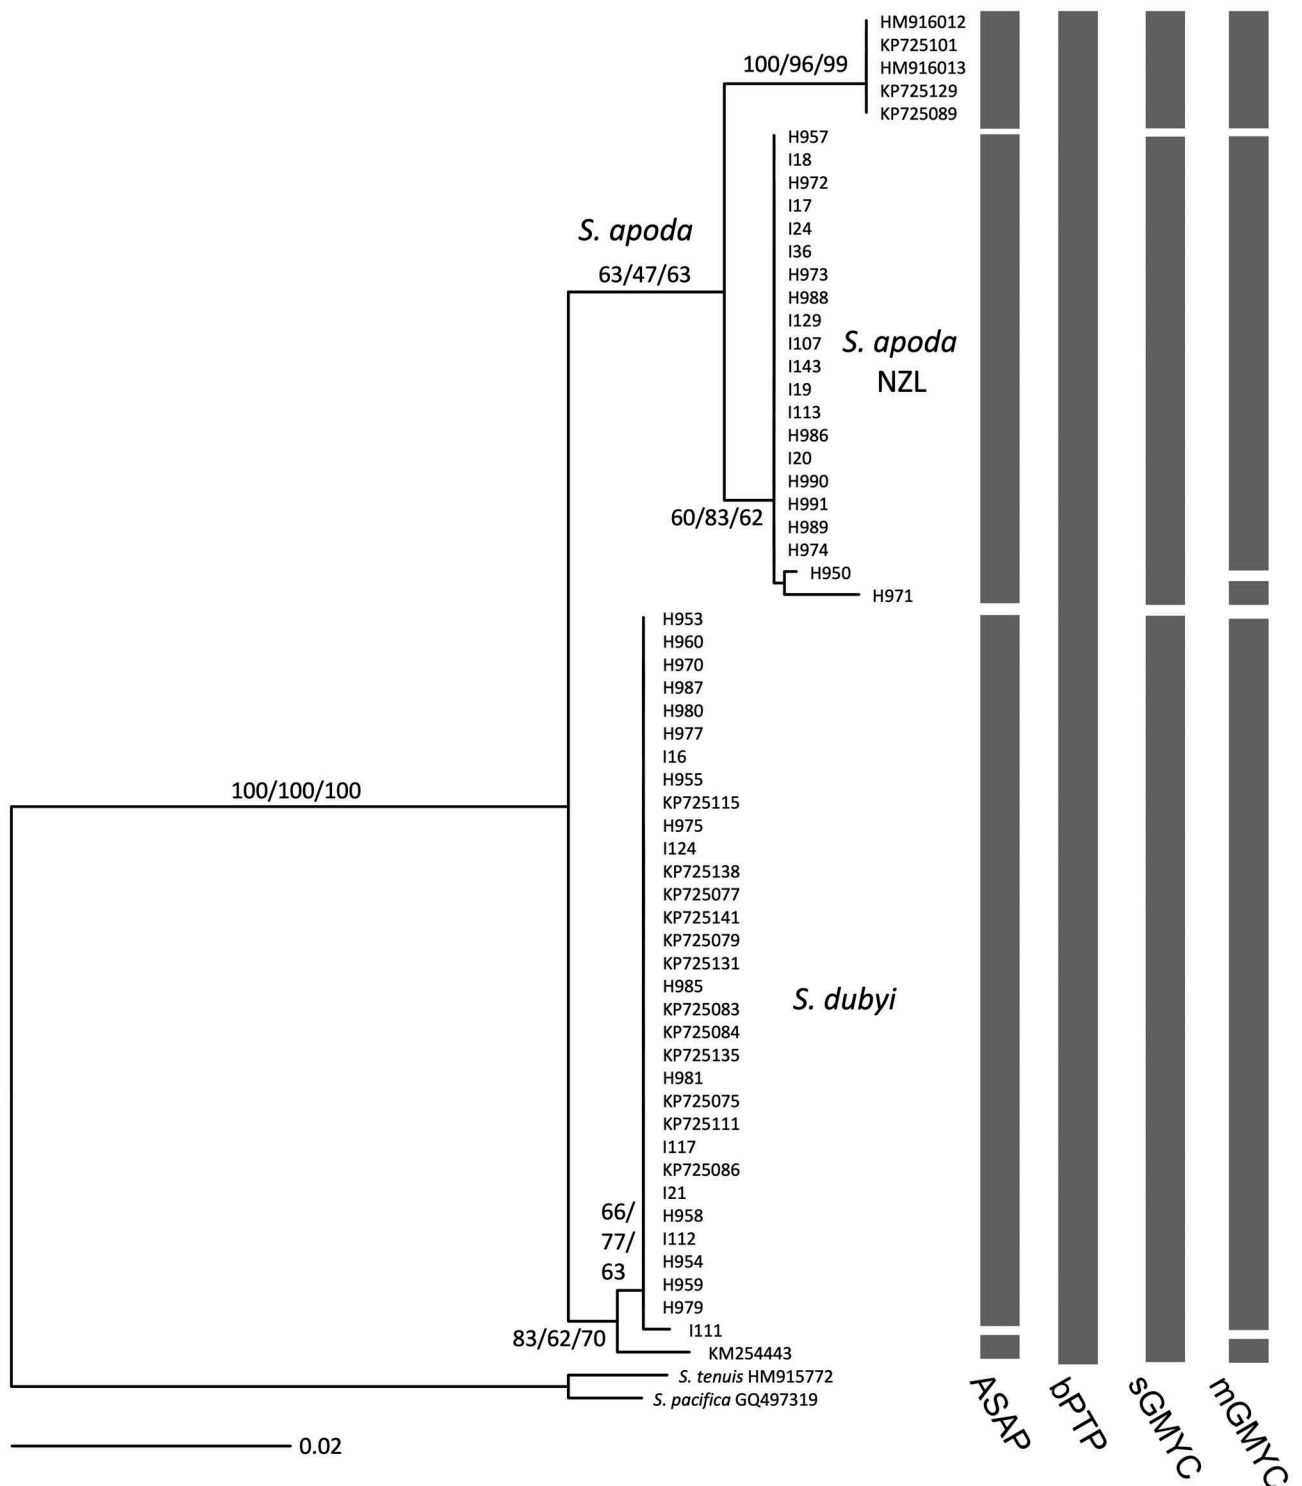 HM916012
KP725101
100/96/99
HM916013
KP725129
KP725089
H957
I18
H972
I17
S. apoda
I24
I36
63/47/63
H973
H988
I129
S. apoda
I107
I143
NZL
I19
I113
H986
I20
H990
H991
60/83/62
H989
H974
H950
H971
H953
H960
H970
H987
H980
H977
I16
H955
100/100/100
KP725115
H975
I124
KP725138
KP725077
KP725141
KP725079
KP725131
H985
S. dubyi
KP725083
KP725084
KP725135
H981
KP725075
KP725111
I117
KP725086
I21
66/
H958
77/
I112
H954
63
H959
H979
I111
83/62/70
KM254443
S. tenuis HM915772
S. pacifica GQ497319
0.02
ASAP
bPTP
sGMYC
mGMYC